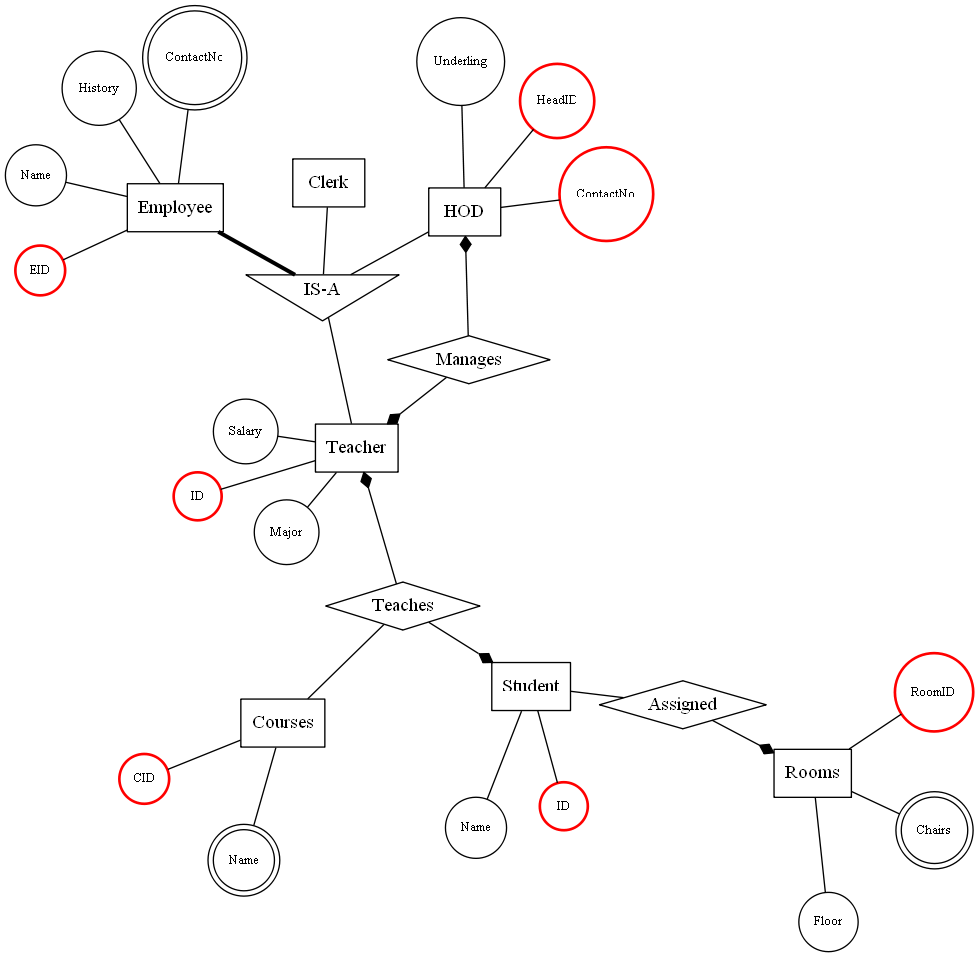 ContactNo
Underling
History
HeadID
Name
Clerk
ContactNo
Employee
HOD
EID
IS-A
Manages
Salary
Teacher
ID
Major
Teaches
Student
RoomID
Assigned
Courses
CID
Rooms
ID
Name
Chairs
Name
Floor